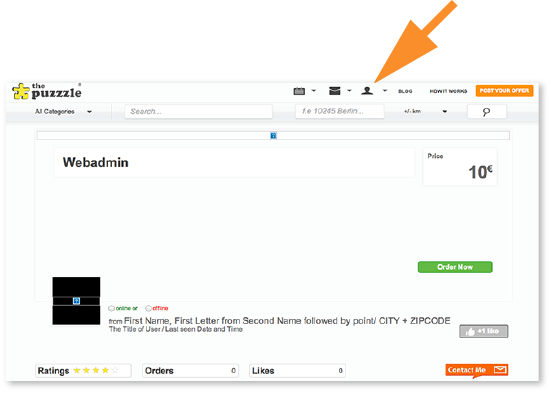 the
puzzzle
BLOG
HOW IT WORKS
POST YOUR OFFER
All Categories
Search...
f.e 10245 Berlin...
+/- km
Webadmin
Price
10€
Order Now
online or offline
from First Name, First Letter from Second Name followed by point/ CITY + ZIPCODE
The Title of User / Last seen Date and Time
+1 like
Ratings
Orders 0
Likes 0
Contact Me